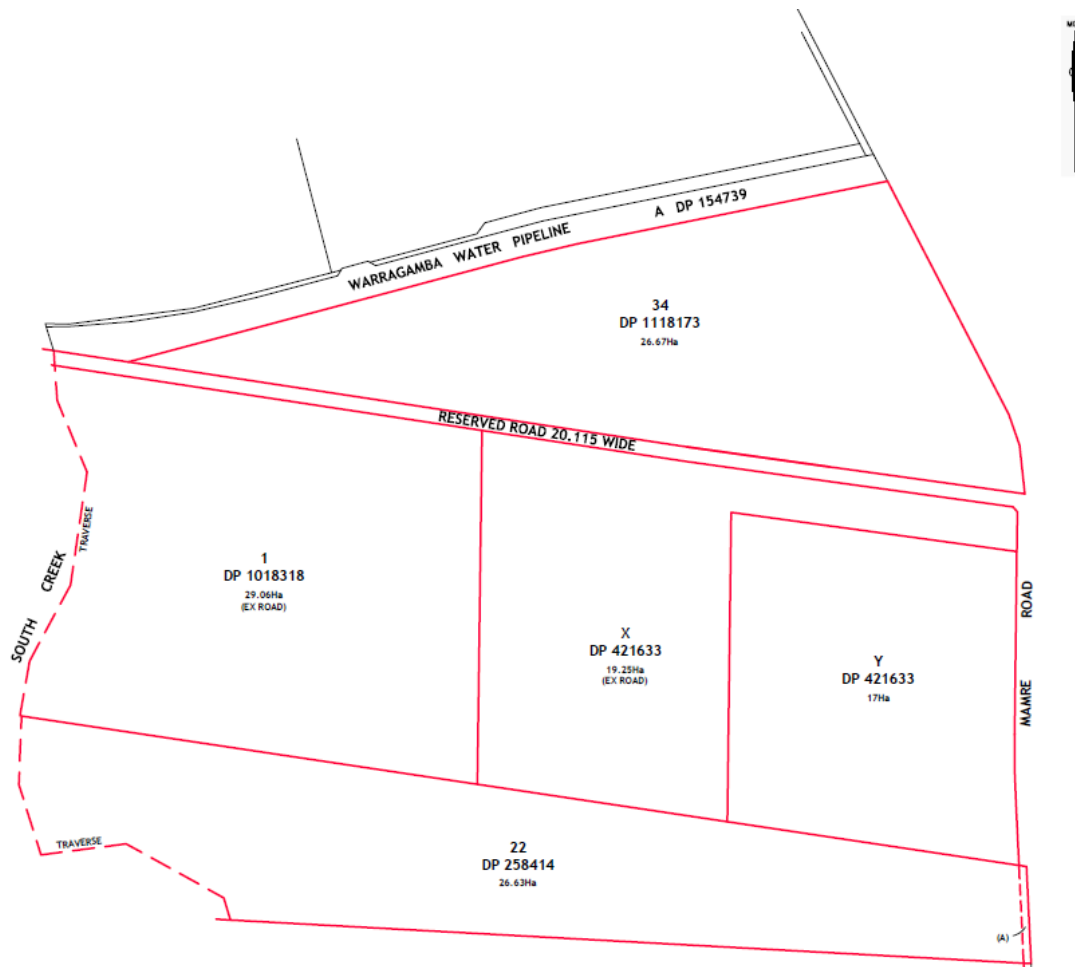 A DP 154739
WARRAGAMBA WATER PIPELINE
34
DP 1118173
26.67Ha
RESERVED ROAD 20.115 WIDE
TRAVERSE
SOUTH CREEK
1
DP 1018318
29.06Ha
(EX ROAD)
X
DP 421633
19.25Ha
(EX ROAD)
Y
DP 421633
17Ha
MAMRE ROAD
TRAVERSE
22
DP 258414
26.63Ha
(A)